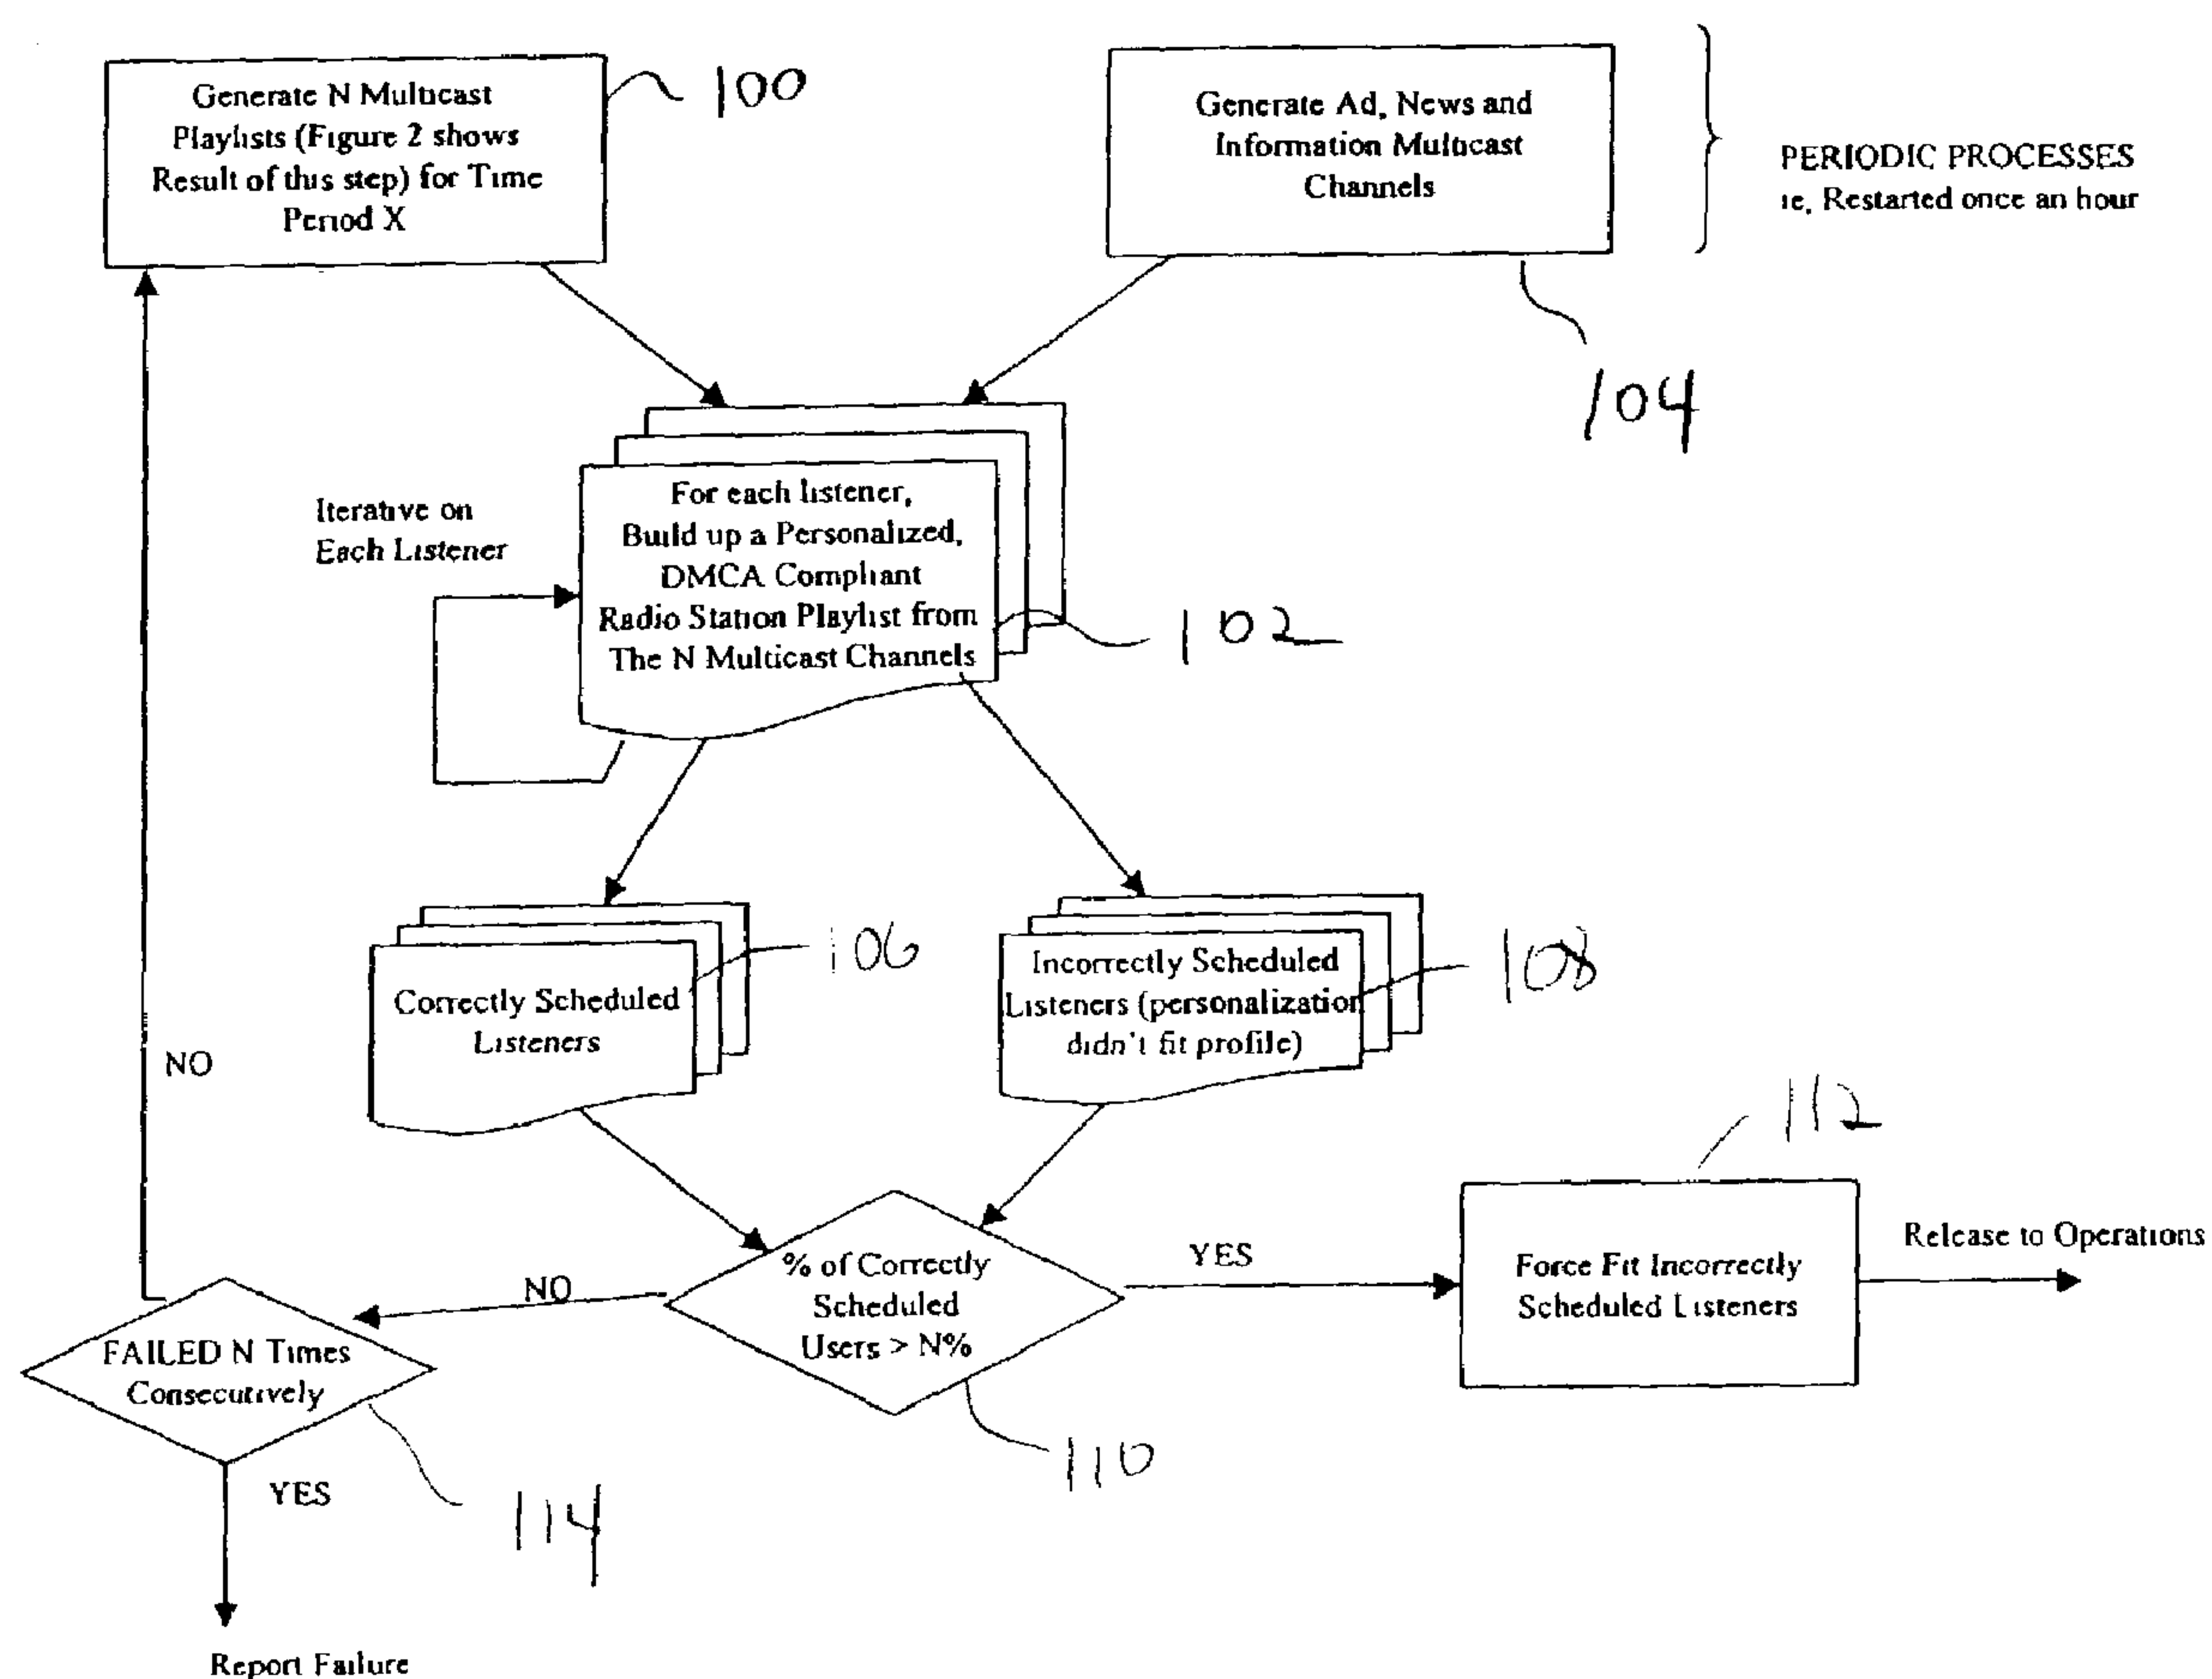 Generate N Multicast
Playlists (Figure 2 shows
Result of this step) for Time
Period X
100
Generate Ad, News and
Information Multicast
Channels
104
PERIODIC PROCESSES
ie, Restarted once an hour
Iterative on
Each Listener
For each listener,
Build up a Personalized,
DMCA Compliant
Radio Station Playlist from
The N Multicast Channels
102
Correctly Scheduled
Listeners
106
Incorrectly Scheduled
Listeners (personalization
didn't fit profile)
108
NO
% of Correctly
Scheduled
Users > N%
110
YES
NO
112
Force Fit Incorrectly
Scheduled Listeners
Release to Operations
FAILED N Times
Consecutively
114
YES
Report Failure